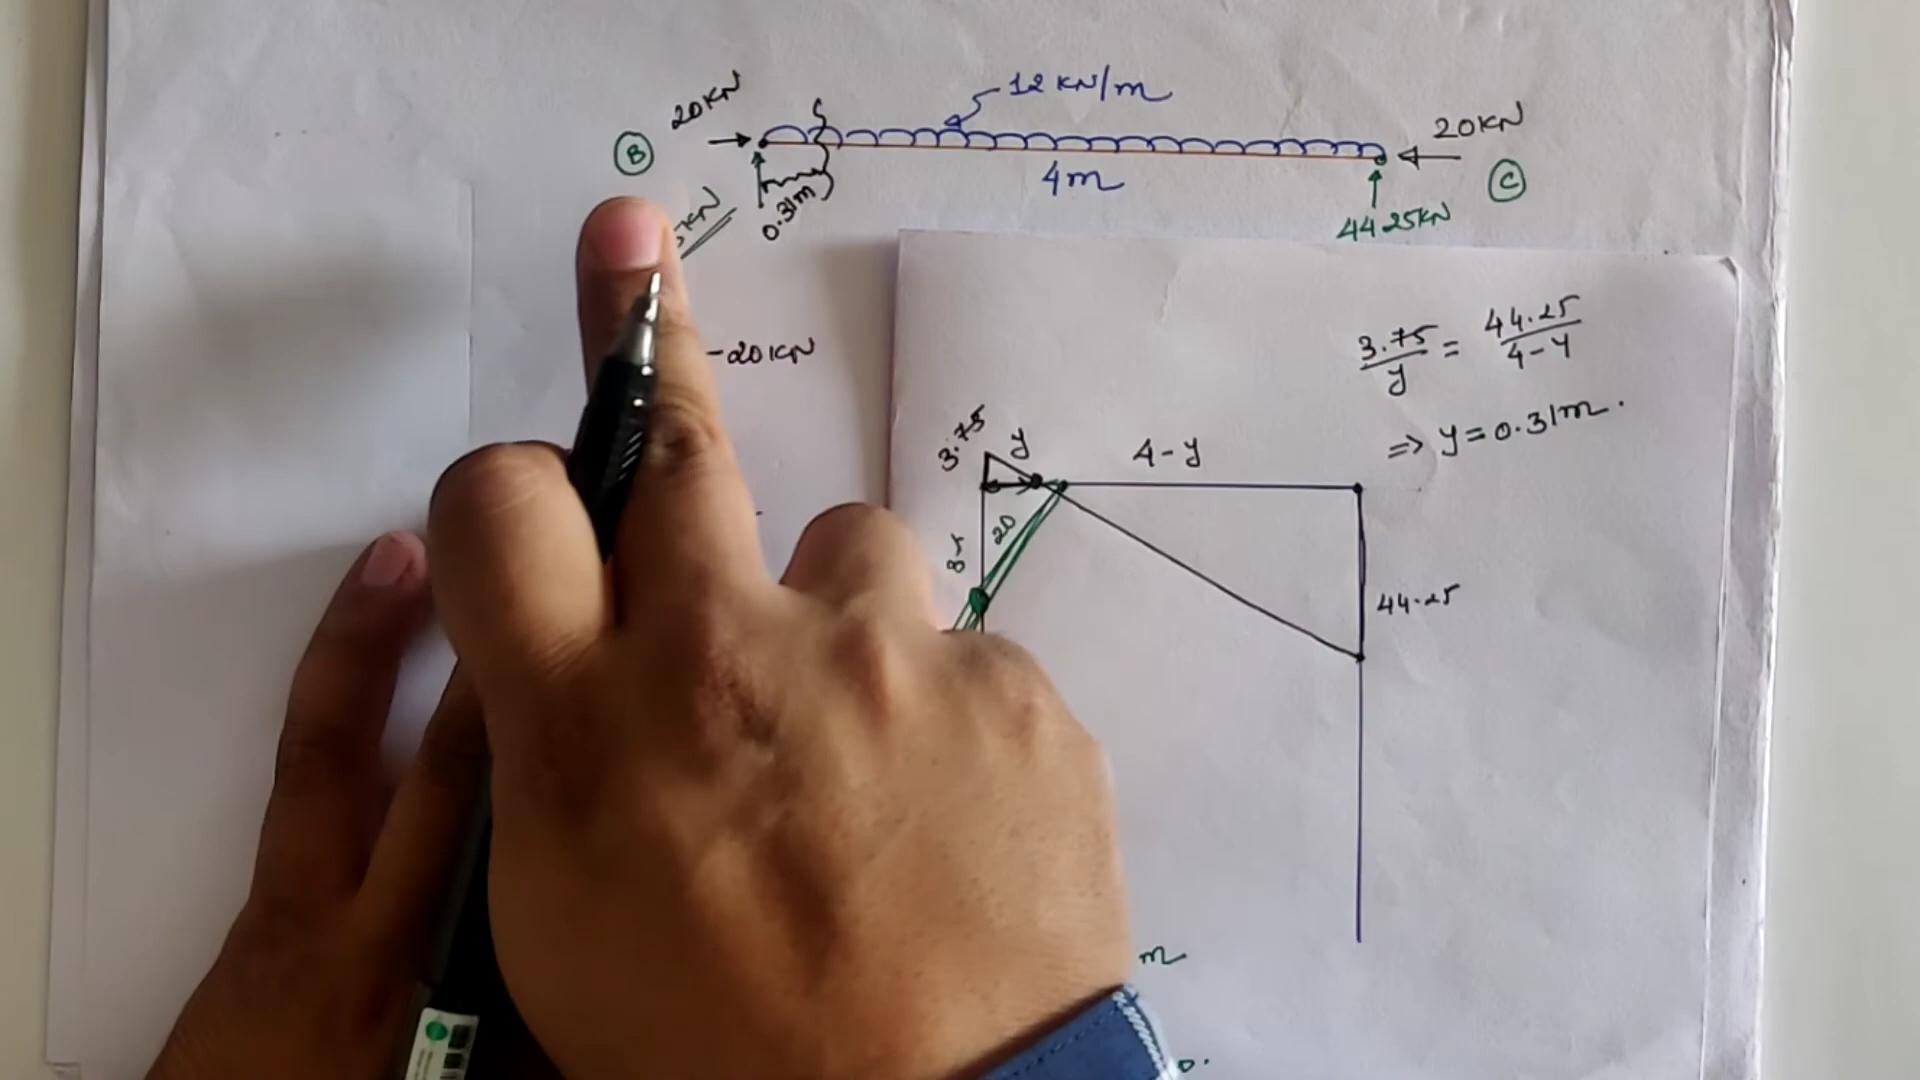 20KN
12 KN/m
20KN
B
4m
C
0.31m
KN
44.25KN
3.75/y = 44.25/4-y
-20KN
⇒ y = 0.31m.
3.75
y
4-y
20
44.25
m